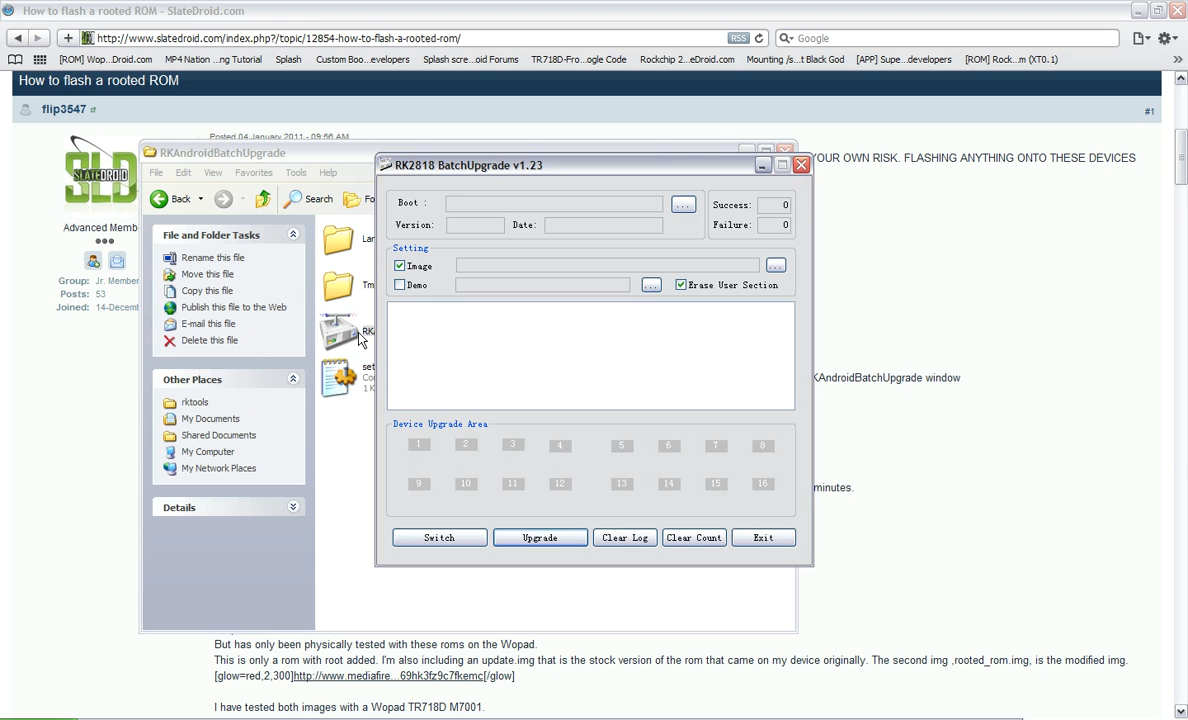 How to flash a rooted ROM - SlateDroid.com
http://www.slatedroid.com/index.php?/topic/12854-how-to-flash-a-rooted-rom/
RSS
Google
[ROM] Wop...Droid.com
MP4Nation ...ng Tutorial
Splash
Custom Boo...evelopers
Splash scre...oid Forums
TR718D-Fro...ogle Code
Rockchip 2...eDroid.com
Mounting /s...t Black God
[APP] Supe...developers
[ROM] Rock...m (XT0.1)
How to flash a rooted ROM
flip3547
#1
Posted 04 January 2011 - 09:56 AM
YOUR OWN RISK. FLASHING ANYTHING ONTO THESE DEVICES
SLD
SLATEDROID
Advanced Memb
Group: Jr. Member
Posts: 53
Joined: 14-Decemb
RKAndroidBatchUpgrade
File Edit View Favorites Tools Help
Back
Search
Fo
File and Folder Tasks
Rename this file
Move this file
Copy this file
Publish this file to the Web
E-mail this file
Delete this file
Other Places
rktools
My Documents
Shared Documents
My Computer
My Network Places
Details
Lar
Tm
RK
set
Co
1 K
RK2818 BatchUpgrade v1.23
Boot :
...
Success: 0
Version:
Date:
Failure: 0
Setting
Image
...
Demo
...
Erase User Section
Device Upgrade Area
1 2 3 4 5 6 7 8
9 10 11 12 13 14 15 16
Switch
Upgrade
Clear Log
Clear Count
Exit
KAndroidBatchUpgrade window
minutes.
But has only been physically tested with these roms on the Wopad.
This is only a rom with root added. I'm also including an update.img that is the stock version of the rom that came on my device originally. The second img ,rooted_rom.img, is the modified img.
[glow=red,2,300]http://www.mediafire...69hk3fz9c7fkemc[/glow]
I have tested both images with a Wopad TR718D M7001.